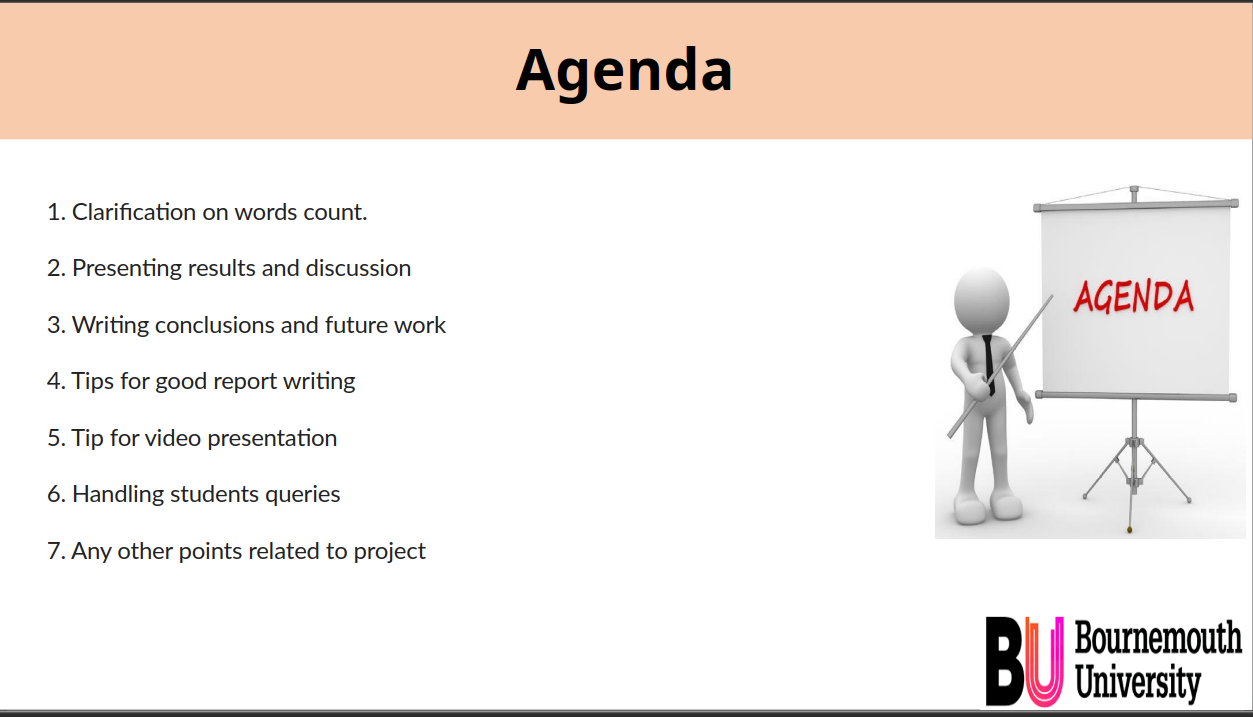 Agenda
1. Clarification on words count.
2. Presenting results and discussion
3. Writing conclusions and future work
4. Tips for good report writing
5. Tip for video presentation
6. Handling students queries
7. Any other points related to project
AGENDA
BU Bournemouth
University